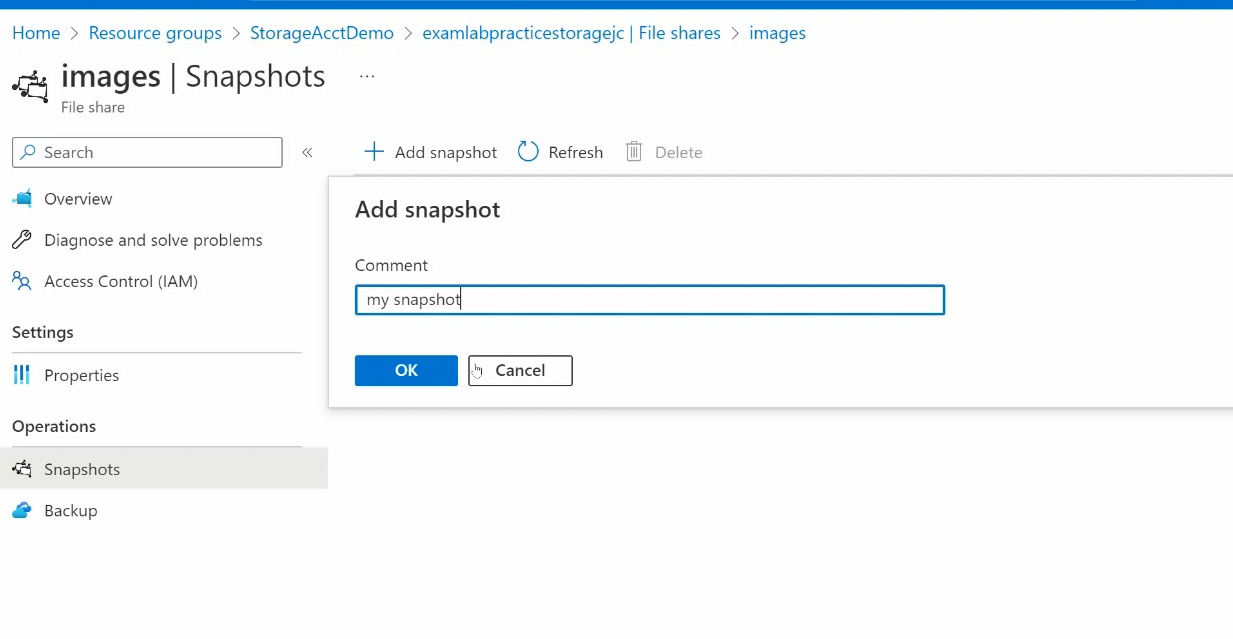 Home > Resource groups > StorageAcctDemo > examlabpracticestoragejc | File shares > images
images | Snapshots ...
File share
Search «
+ Add snapshot Refresh Delete
Overview
Diagnose and solve problems
Access Control (IAM)
Settings
Properties
Operations
Snapshots
Backup
Add snapshot
Comment
my snapshot
OK Cancel